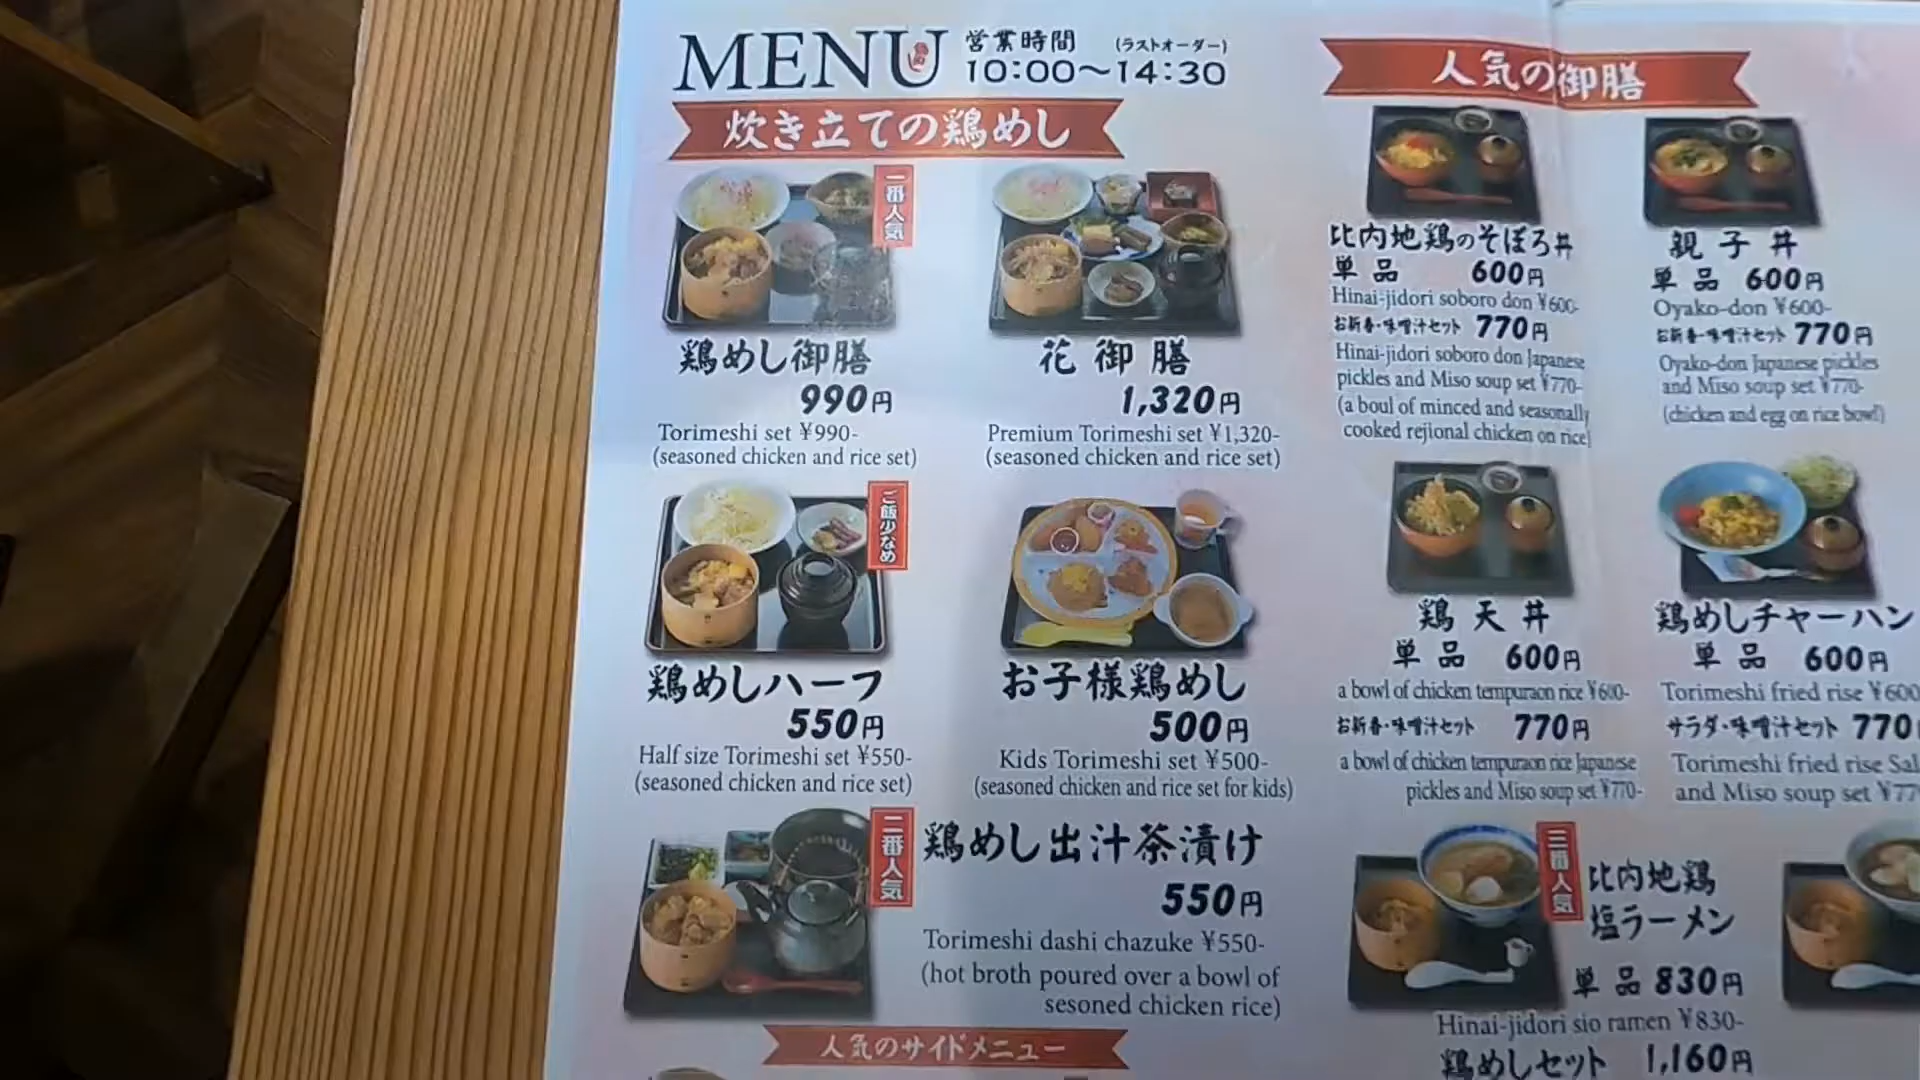 MENU
営業時間 (ラストオーダー)
10:00〜14:30
炊き立ての鶏めし
一番人気
鶏めし御膳
990円
Torimeshi set ¥990-
(seasoned chicken and rice set)
花御膳
1,320円
Premium Torimeshi set ¥1,320-
(seasoned chicken and rice set)
ご飯少なめ
鶏めしハーフ
550円
Half size Torimeshi set ¥550-
(seasoned chicken and rice set)
お子様鶏めし
500円
Kids Torimeshi set ¥500-
(seasoned chicken and rice set for kids)
二番人気
鶏めし出汁茶漬け
550円
Torimeshi dashi chazuke ¥550-
(hot broth poured over a bowl of
sesoned chicken rice)
人気のサイドメニュー
人気の御膳
比内地鶏のそぼろ丼
単品 600円
Hinai-jidori soboro don ¥600-
お新香・味噌汁セット 770円
Hinai-jidori soboro don Japanese
pickles and Miso soup set ¥770-
(a boul of minced and seasonally
cooked rejional chicken on rice)
親子丼
単品 600円
Oyako-don ¥600-
お新香・味噌汁セット 770円
Oyako-don Japanese pickles
and Miso soup set ¥770-
(chicken and egg on rice bowl)
鶏天丼
単品 600円
a bowl of chicken tempuraon rice ¥600-
お新香・味噌汁セット 770円
a bowl of chicken tempuraon rice Japanese
pickles and Miso soup set ¥770-
鶏めしチャーハン
単品 600円
Torimeshi fried rise ¥600
サラダ・味噌汁セット 770
Torimeshi fried rise Sal
and Miso soup set ¥77
三番人気
比内地鶏
塩ラーメン
単品 830円
Hinai-jidori sio ramen ¥830-
鶏めしセット 1,160円